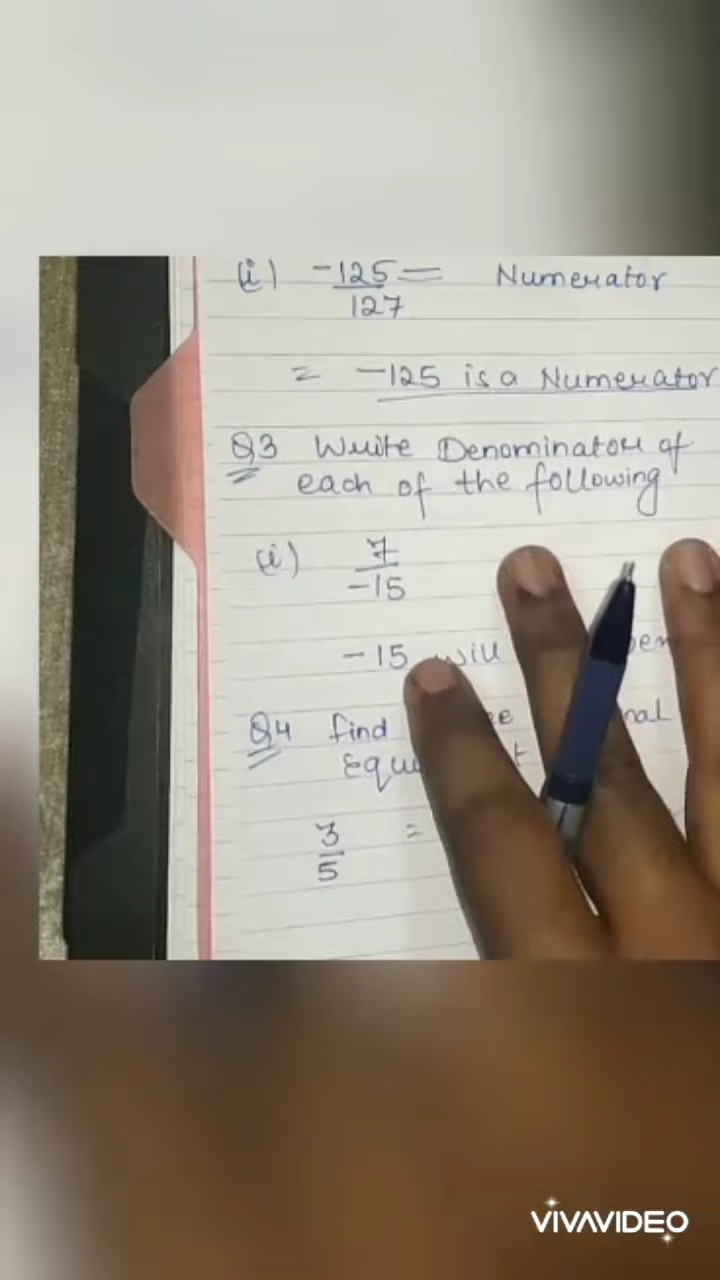 (i) -125/127 = Numerator
= -125 is a Numerator
Q3 Write Denominator of
each of the following
(i) 7/-15
-15 will
Q4 find
3/5 =
VIVAVIDEO